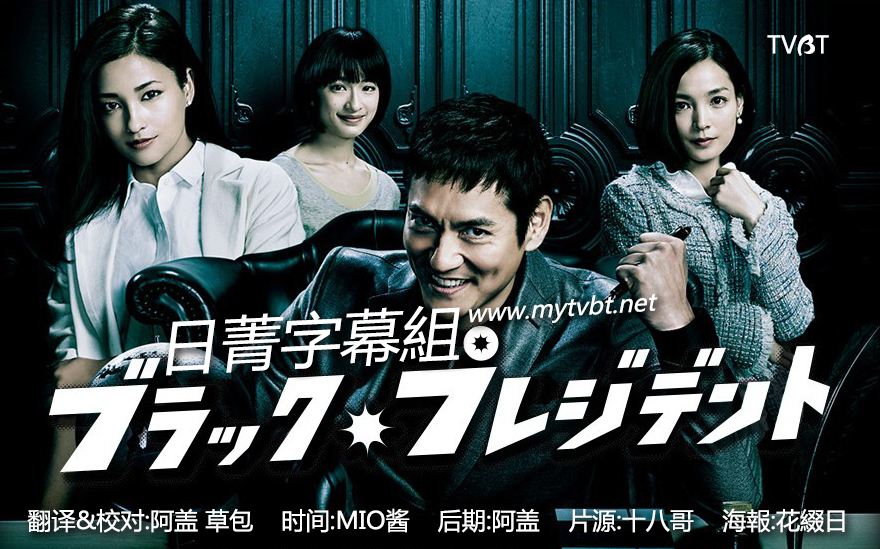 TVBT
www.mytvbt.net
日菁字幕組
ブラック・プレジデント
翻译&校对:阿盖 草包 时间:MIO酱 后期:阿盖 片源:十八哥 海報:花綴日